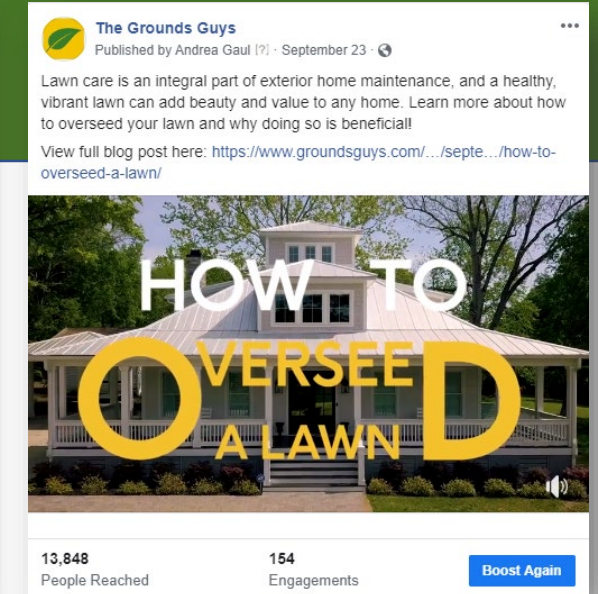 The Grounds Guys
Published by Andrea Gaul [?] · September 23 ·
Lawn care is an integral part of exterior home maintenance, and a healthy,
vibrant lawn can add beauty and value to any home. Learn more about how
to overseed your lawn and why doing so is beneficial!
View full blog post here: https://www.groundsguys.com/…/septe…/how-to-
overseed-a-lawn/
HOW TO
OVERSEED
A LAWN
13,848
People Reached
154
Engagements
Boost Again